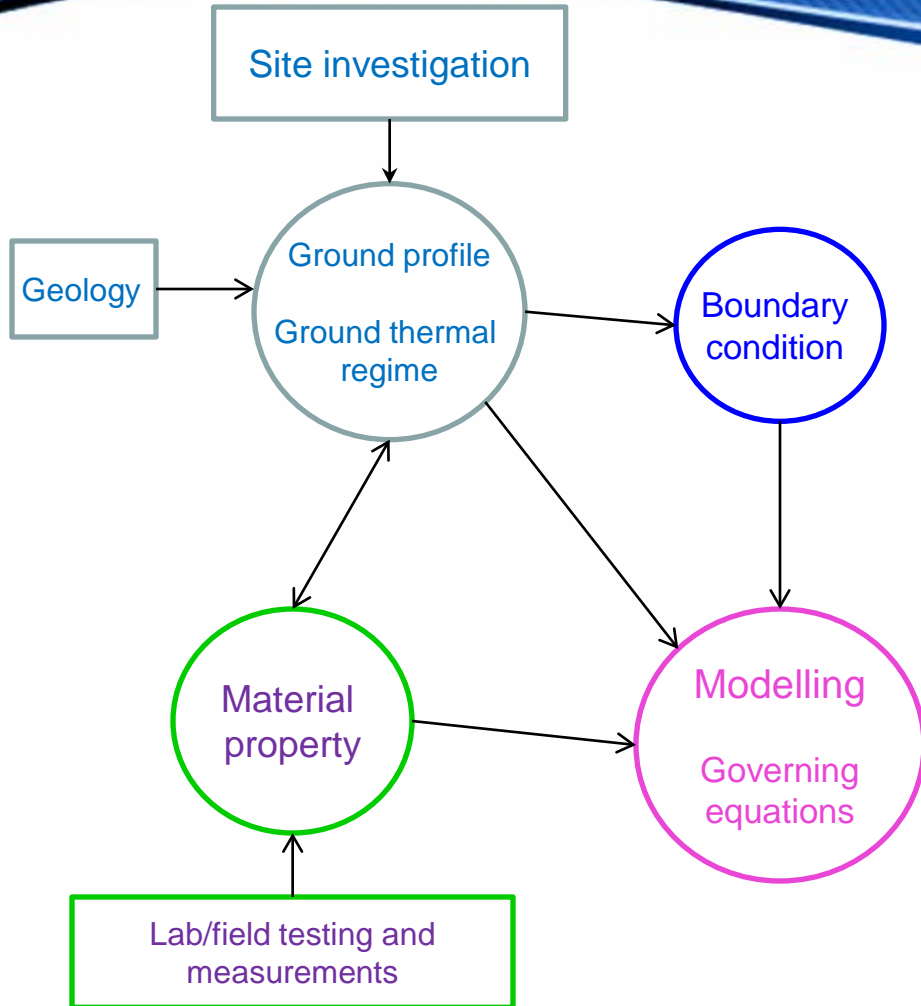 Site investigation
Geology
Ground profile
Ground thermal
regime
Boundary
condition
Material
property
Modelling
Governing
equations
Lab/field testing and
measurements